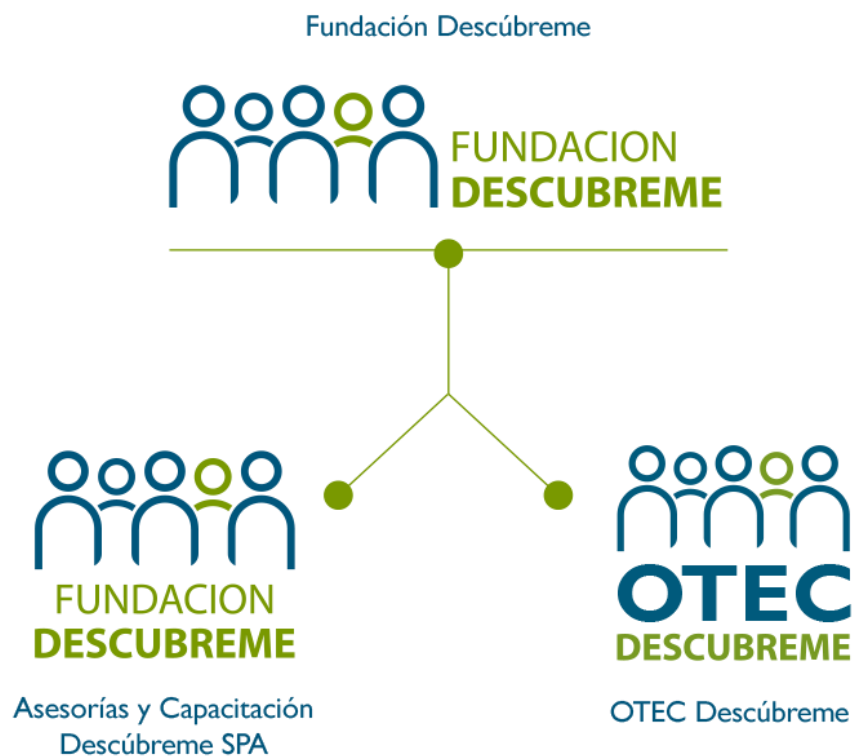 Fundación Descúbreme
FUNDACION
DESCUBREME
FUNDACION
DESCUBREME
Asesorías y Capacitación
Descúbreme SPA
OTEC
DESCUBREME
OTEC Descúbreme